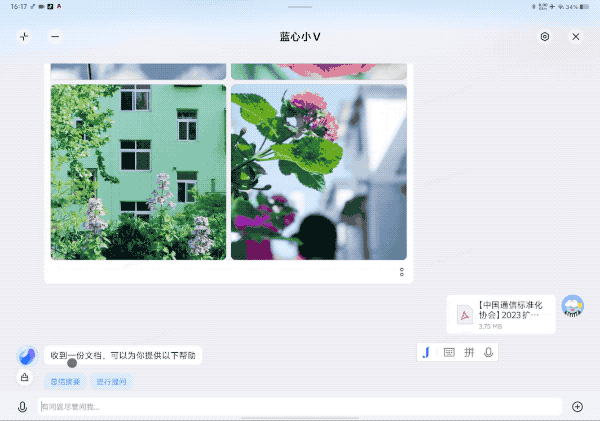 16:17
34%
蓝心小V
【中国通信标准化
协会】2023扩…
3.75 MB
收到一份文档，可以为你提供以下帮助
拼
总结摘要
进行提问
有问题尽管问我...